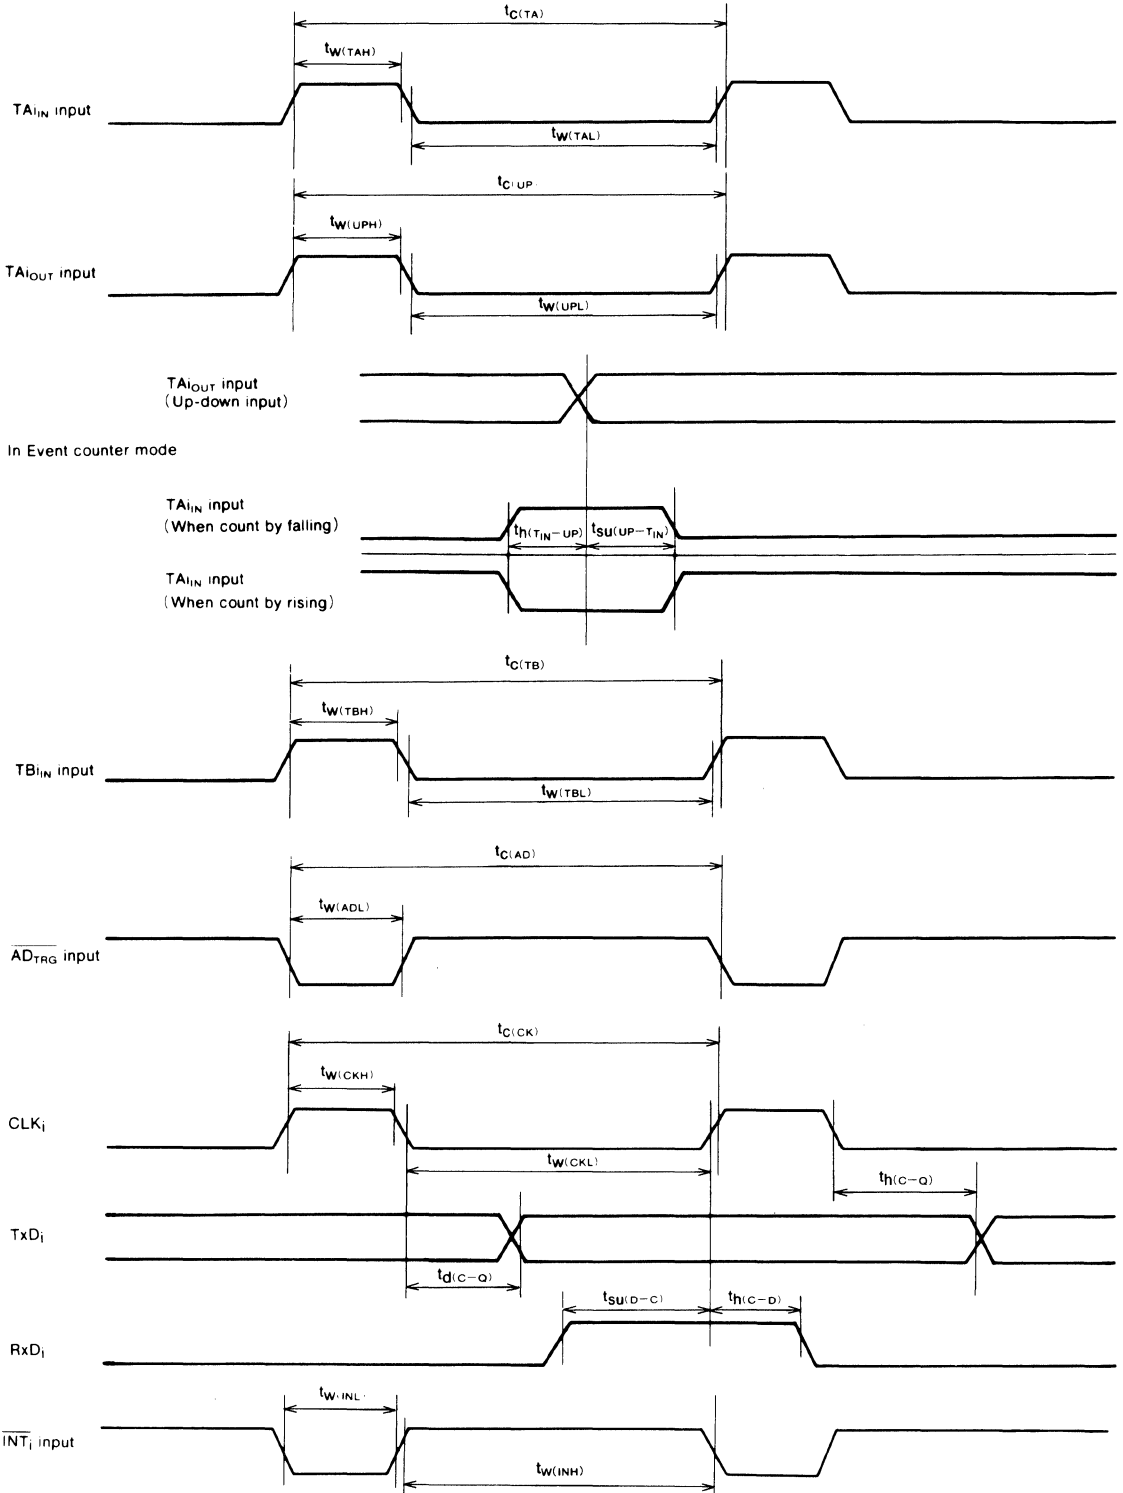 tC(TA)
tW(TAH)
TAiIN input
tW(TAL)
tC(UP)
tW(UPH)
TAiOUT input
tW(UPL)
TAiOUT input
(Up-down input)
In Event counter mode
TAiIN input
(When count by falling)
th(TIN−UP) tsu(UP−TIN)
TAiIN input
(When count by rising)
tC(TB)
tW(TBH)
TBiIN input
tW(TBL)
tC(AD)
tW(ADL)
ADTRG input
tC(CK)
tW(CKH)
CLKi
tW(CKL)
th(C−Q)
TxDi
td(C−Q)
tsu(D−C) th(C−D)
RxDi
tW(INL)
INTi input
tW(INH)